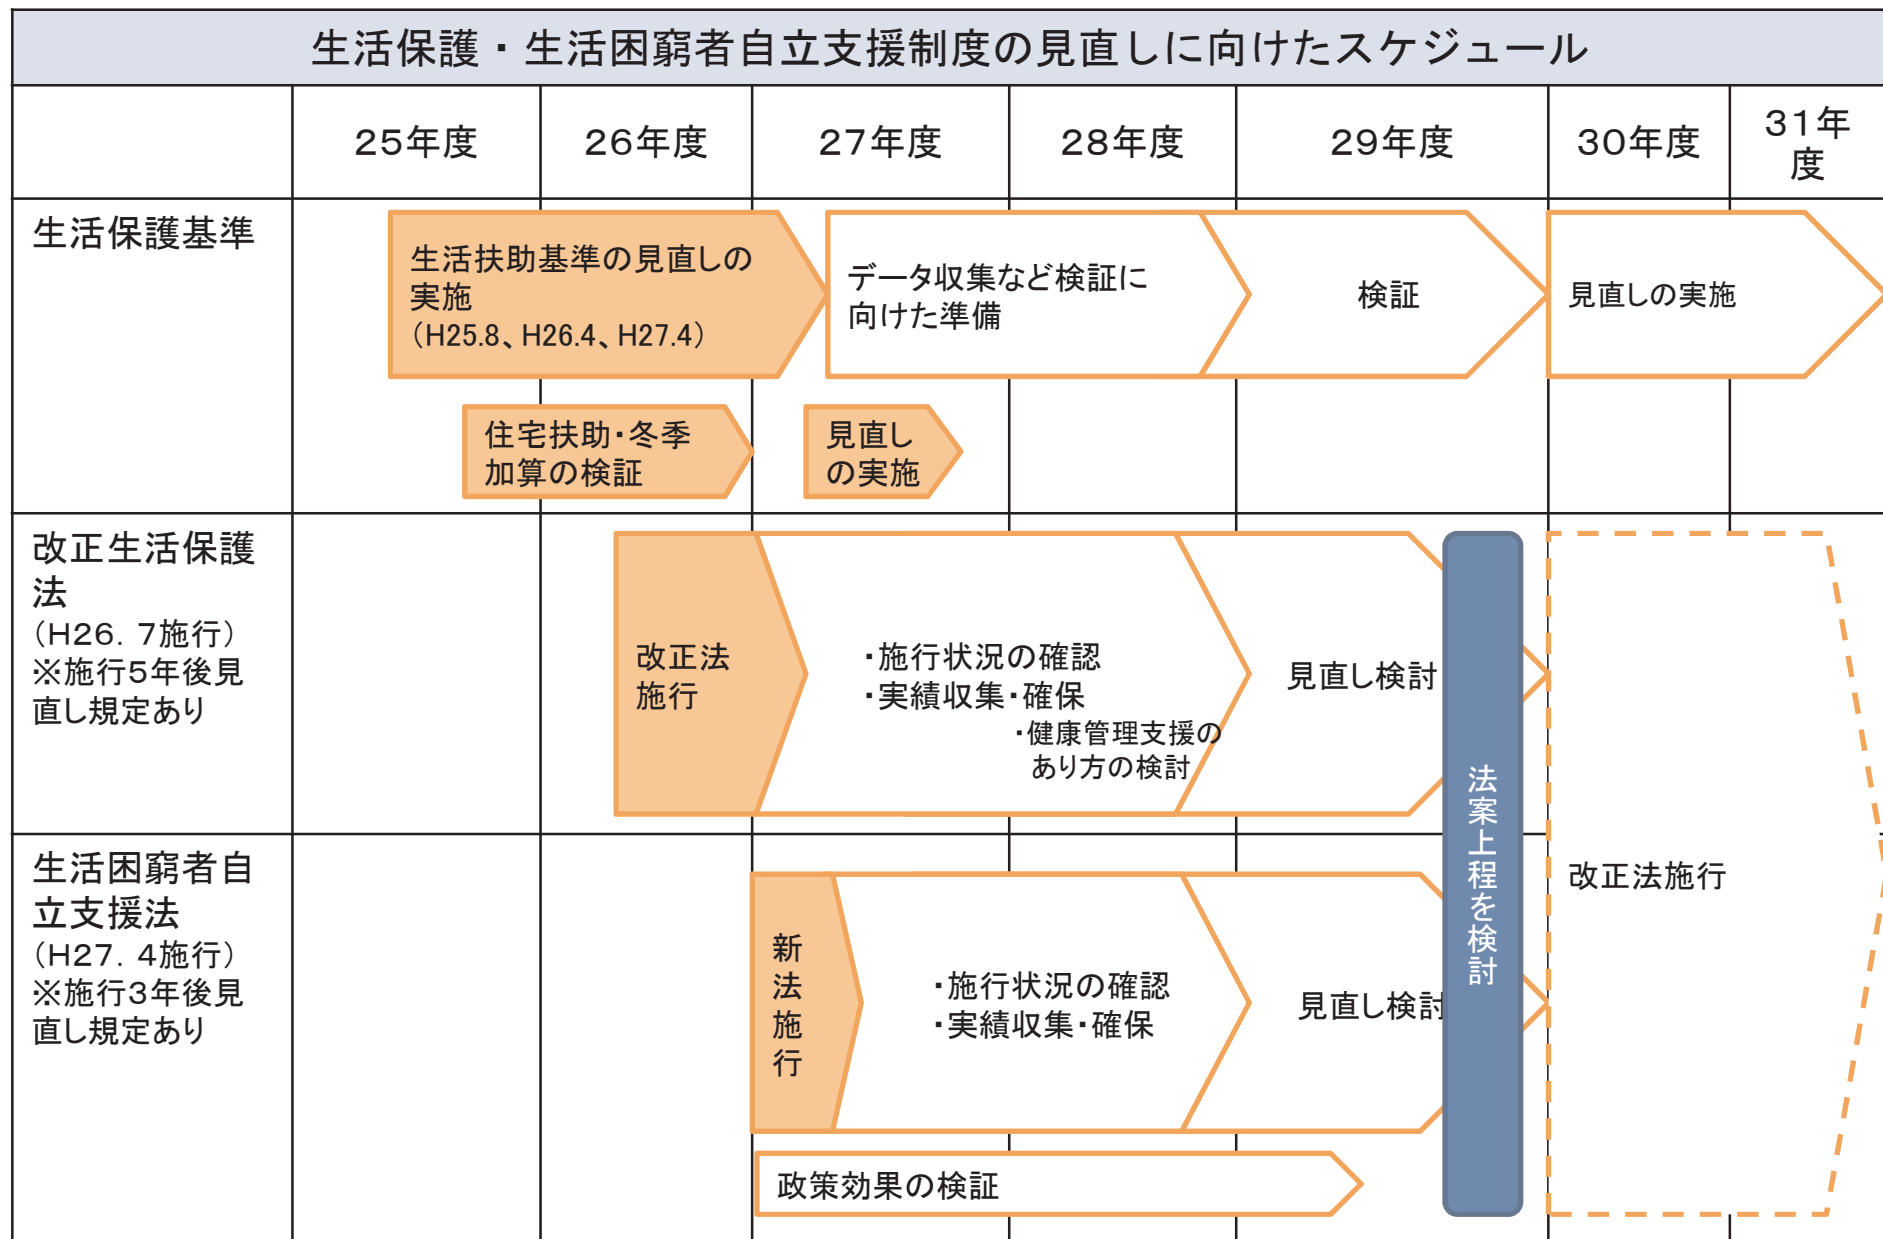 生活保護・生活困窮者自立支援制度の見直しに向けたスケジュール
25年度
26年度
27年度
28年度
29年度
30年度
31年
度
生活保護基準
生活扶助基準の見直しの
実施
（H25.8、H26.4、H27.4）
データ収集など検証に
向けた準備
検証
見直しの実施
住宅扶助・冬季
加算の検証
見直し
の実施
改正生活保護
法
（H26．7施行）
※施行5年後見
直し規定あり
改正法
施行
・施行状況の確認
・実績収集・確保
・健康管理支援の
あり方の検討
見直し検討
法案上程を検討
改正法施行
生活困窮者自
立支援法
（H27．4施行）
※施行3年後見
直し規定あり
新
法
施
行
・施行状況の確認
・実績収集・確保
見直し検討
政策効果の検証